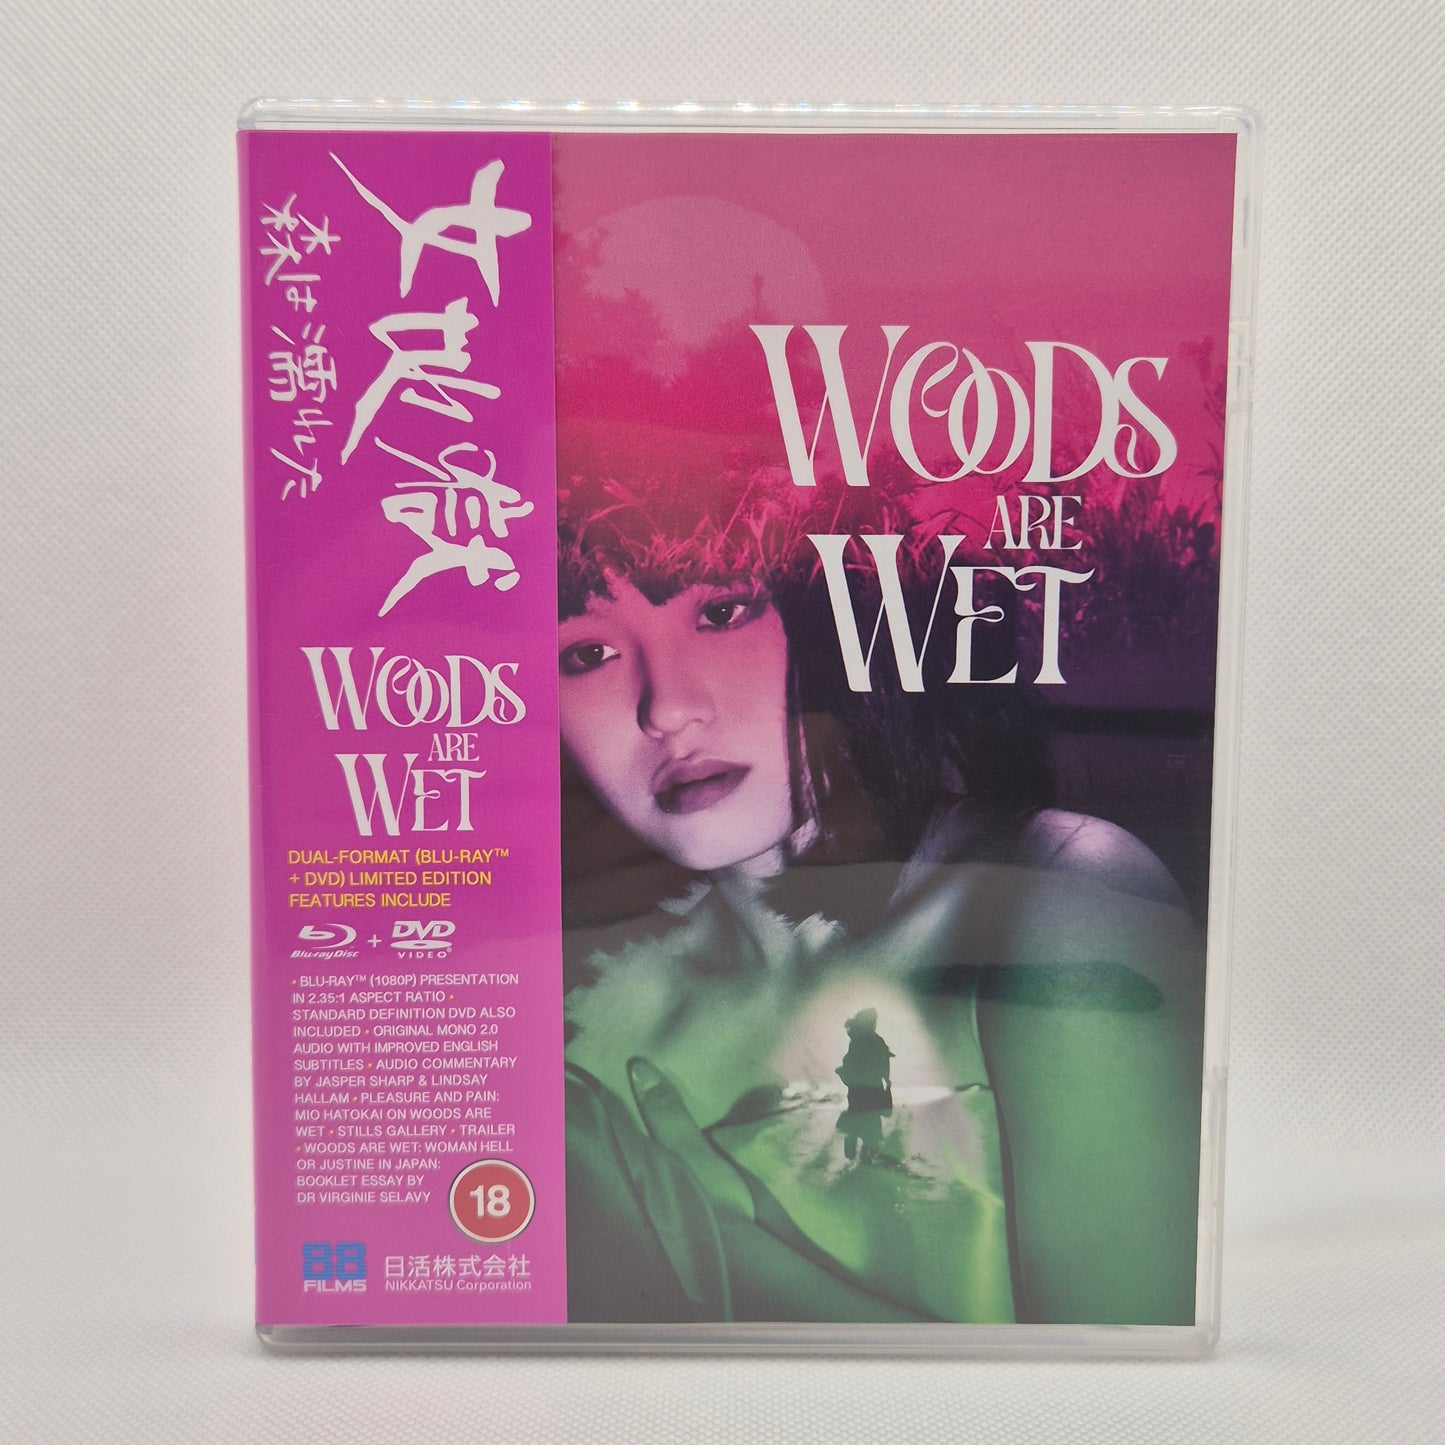 女地獄
森は濡れた
WOODS
ARE
WET
WOODS
ARE
WET
DUAL-FORMAT (BLU-RAY™
+ DVD) LIMITED EDITION
FEATURES INCLUDE
Blu-ray Disc + DVD
VIDEO®
• BLU-RAY™ (1080P) PRESENTATION
IN 2.35:1 ASPECT RATIO •
STANDARD DEFINITION DVD ALSO
INCLUDED • ORIGINAL MONO 2.0
AUDIO WITH IMPROVED ENGLISH
SUBTITLES • AUDIO COMMENTARY
BY JASPER SHARP & LINDSAY
HALLAM • PLEASURE AND PAIN:
MIO HATOKAI ON WOODS ARE
WET • STILLS GALLERY • TRAILER
• WOODS ARE WET: WOMAN HELL
OR JUSTINE IN JAPAN:
BOOKLET ESSAY BY
DR VIRGINIE SELAVY
18
88
FILMS
日活株式会社
NIKKATSU Corporation